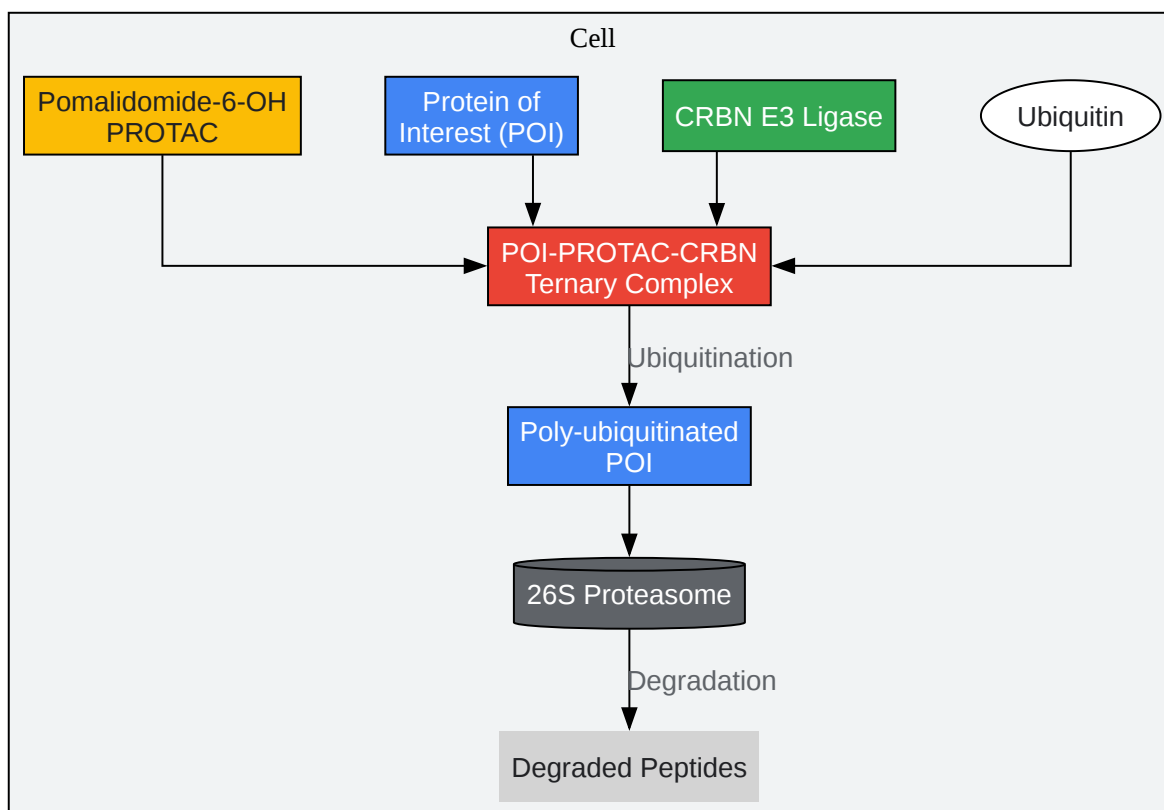 Cell
Pomalidomide-6-OH
PROTAC
Protein of
Interest (POI)
CRBN E3 Ligase
Ubiquitin
POI-PROTAC-CRBN
Ternary Complex
Ubiquitination
Poly-ubiquitinated
POI
26S Proteasome
Degradation
Degraded Peptides